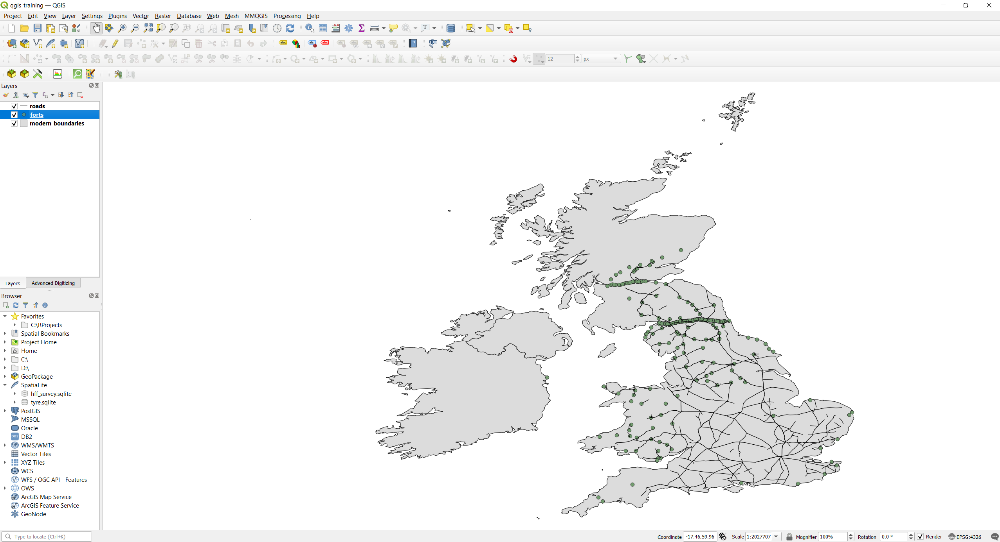 qgis_training — QGIS
Project Edit View Layer Settings Plugins Vector Raster Database Web Mesh MMQGIS Processing Help
12 px
Layers
roads
forts
modern_boundaries
Layers Advanced Digitizing
Browser
Favorites
C:\RProjects
Spatial Bookmarks
Project Home
Home
C:\
D:\
GeoPackage
SpatiaLite
hff_survey.sqlite
tyre.sqlite
PostGIS
MSSQL
Oracle
DB2
WMS/WMTS
Vector Tiles
XYZ Tiles
WCS
WFS / OGC API - Features
OWS
ArcGIS Map Service
ArcGIS Feature Service
GeoNode
Type to locate (Ctrl+K) Coordinate -17.46,59.96 Scale 1:2027707 Magnifier 100% Rotation 0.0 ° Render EPSG:4326